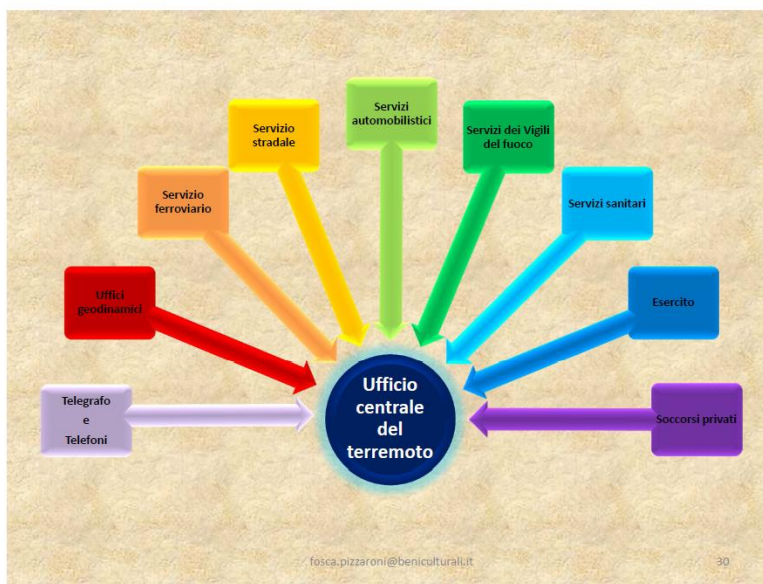 Telegrafo
e
Telefoni
Uffici
geodinamici
Servizio
ferroviario
Servizio
stradale
Servizi
automobilistici
Servizi dei Vigili
del fuoco
Servizi sanitari
Esercito
Soccorsi privati
Ufficio
centrale
del
terremoto
fosca.pizzaroni@beniculturali.it
30